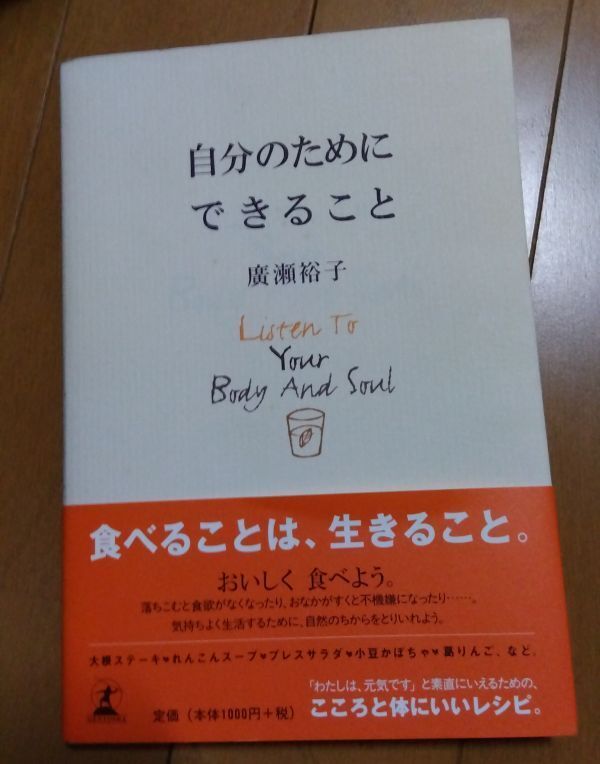 自分のために
できること
廣瀬裕子
Listen To
Your
Body And Soul
食べることは、生きること。
おいしく 食べよう。
落ちこむと食欲がなくなったり、おなかがすくと不機嫌になったり……。
気持ちよく生活するために、自然のちからをとりいれよう。
大根ステーキ♥れんこんスープ♥プレスサラダ♥小豆かぼちゃ♥葛りんご、など。
「わたしは、元気です」と素直にいえるための、
こころと体にいいレシピ。
定価(本体1000円+税)